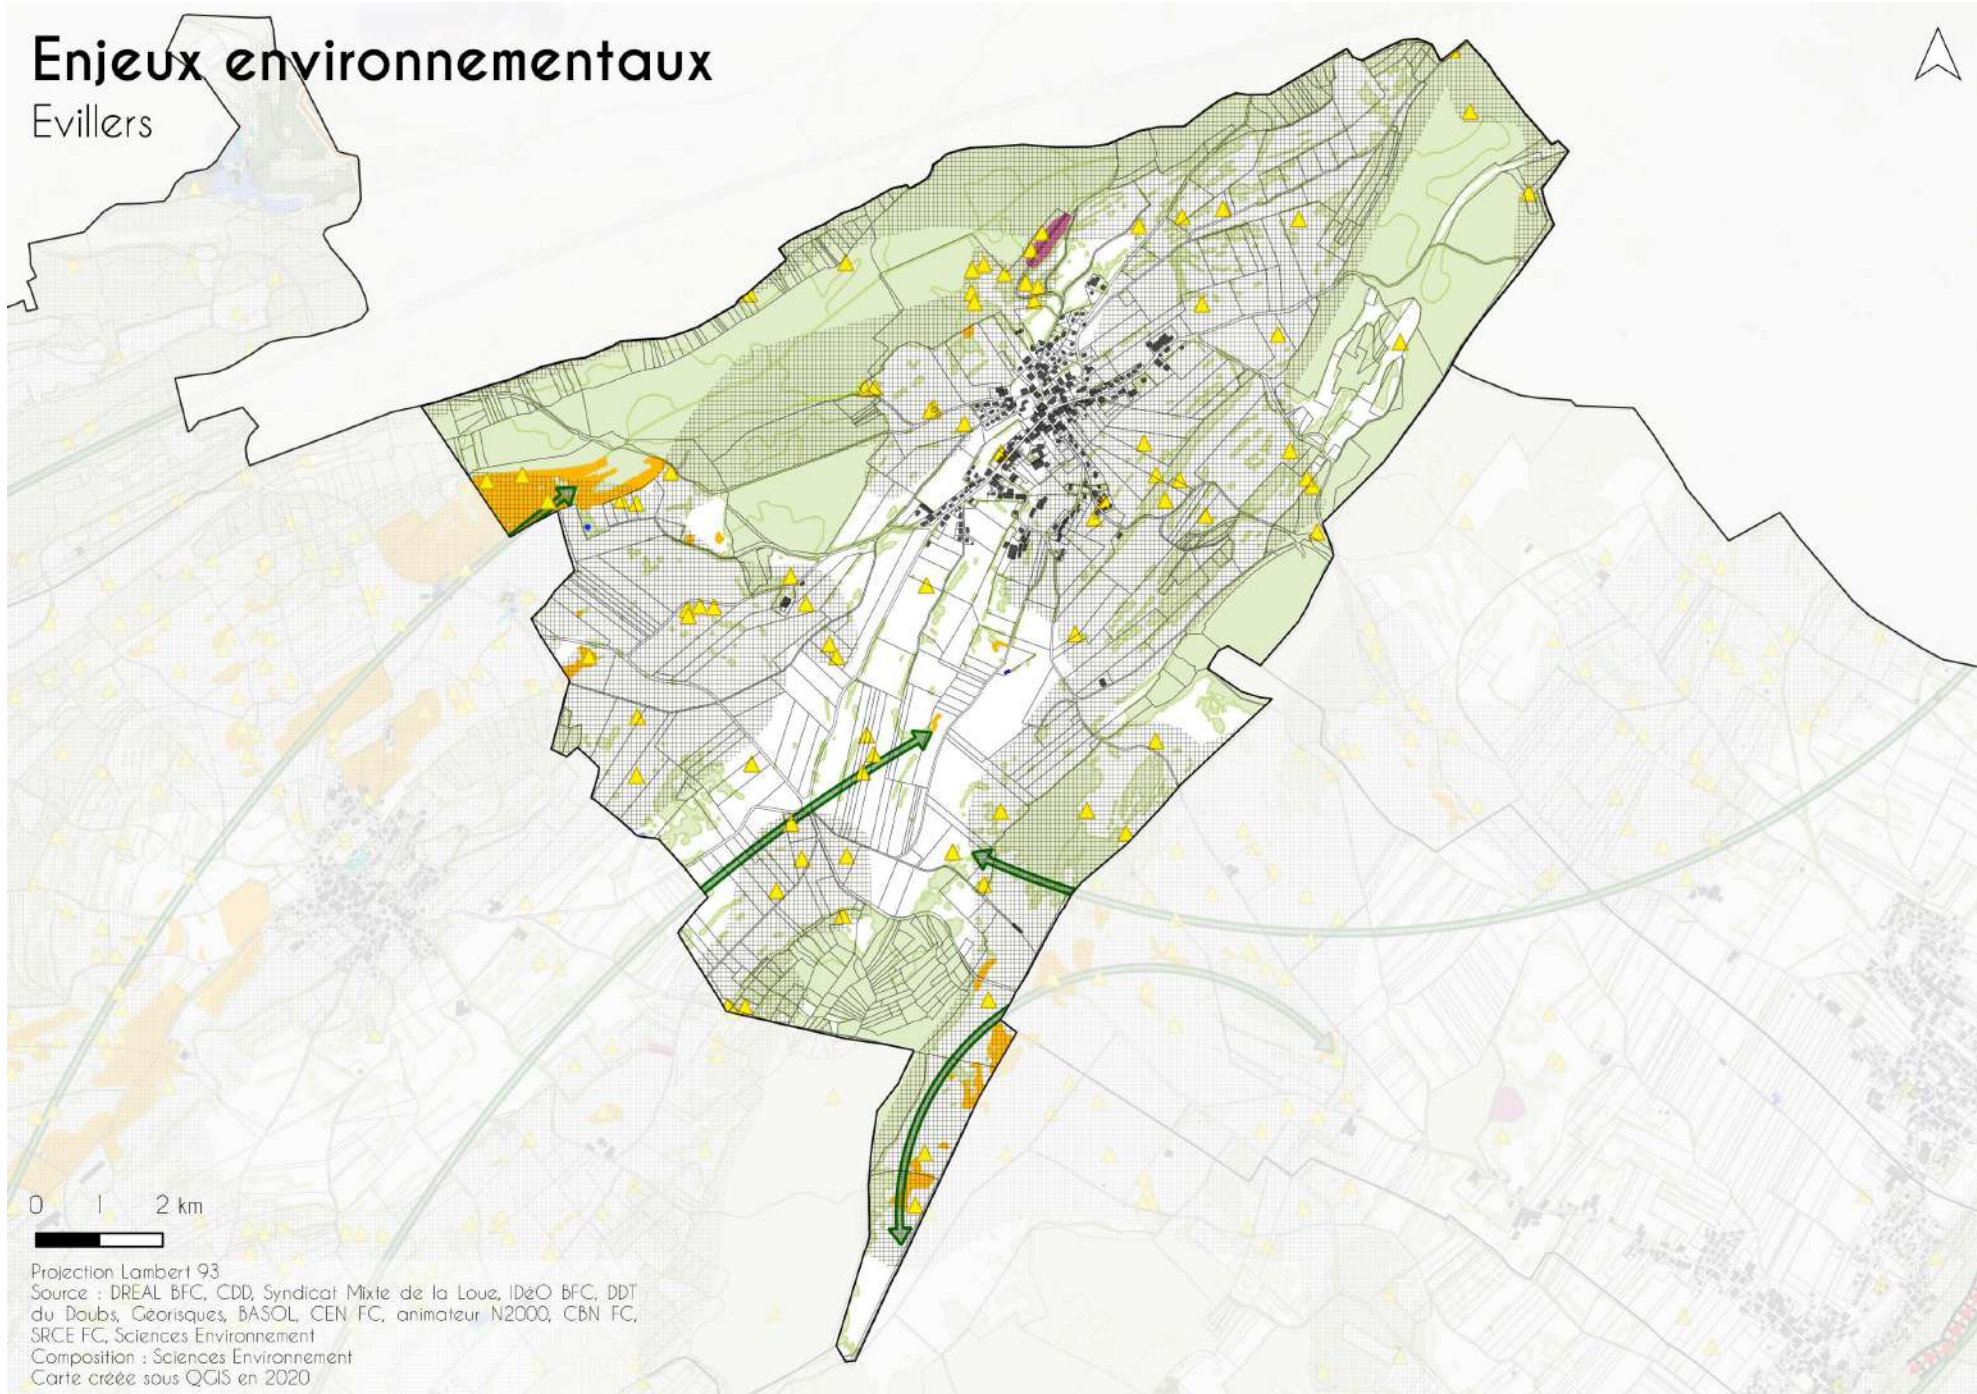 Enjeux environnementaux
Evillers
0 1 2 km
Projection Lambert 93
Source : DREAL BFC, CDD, Syndicat Mixte de la Loue, IDéO BFC, DDT
du Doubs, Géorisques, BASOL, CEN FC, animateur N2000, CBN FC,
SRCE FC, Sciences Environnement
Composition : Sciences Environnement
Carte créée sous QGIS en 2020